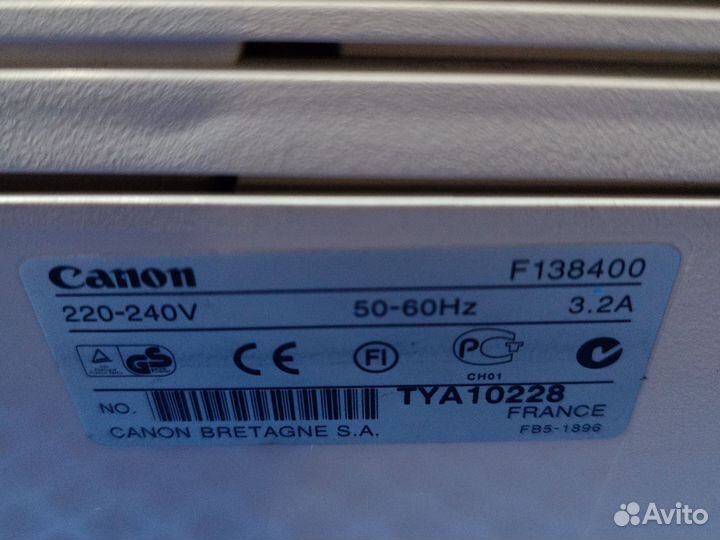 Canon F138400
220-240V 50-60Hz 3.2A
GS CE FI PCT C
CH01
NO. TYA10228
FRANCE
CANON BRETAGNE S.A. FB5-1896
Avito